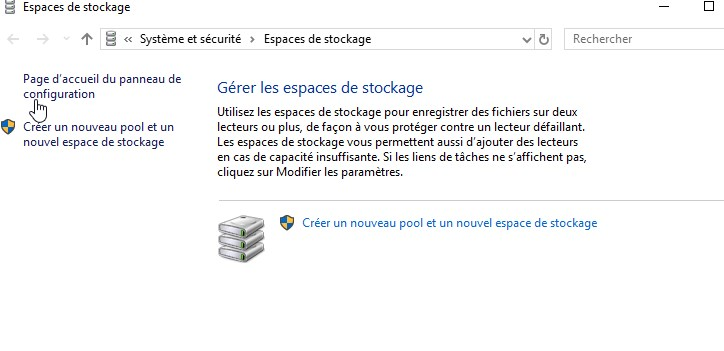 Espaces de stockage
« Système et sécurité > Espaces de stockage
Rechercher
Page d'accueil du panneau de
configuration
Créer un nouveau pool et un
nouvel espace de stockage
Gérer les espaces de stockage
Utilisez les espaces de stockage pour enregistrer des fichiers sur deux
lecteurs ou plus, de façon à vous protéger contre un lecteur défaillant.
Les espaces de stockage vous permettent aussi d'ajouter des lecteurs
en cas de capacité insuffisante. Si les liens de tâches ne s'affichent pas,
cliquez sur Modifier les paramètres.
Créer un nouveau pool et un nouvel espace de stockage